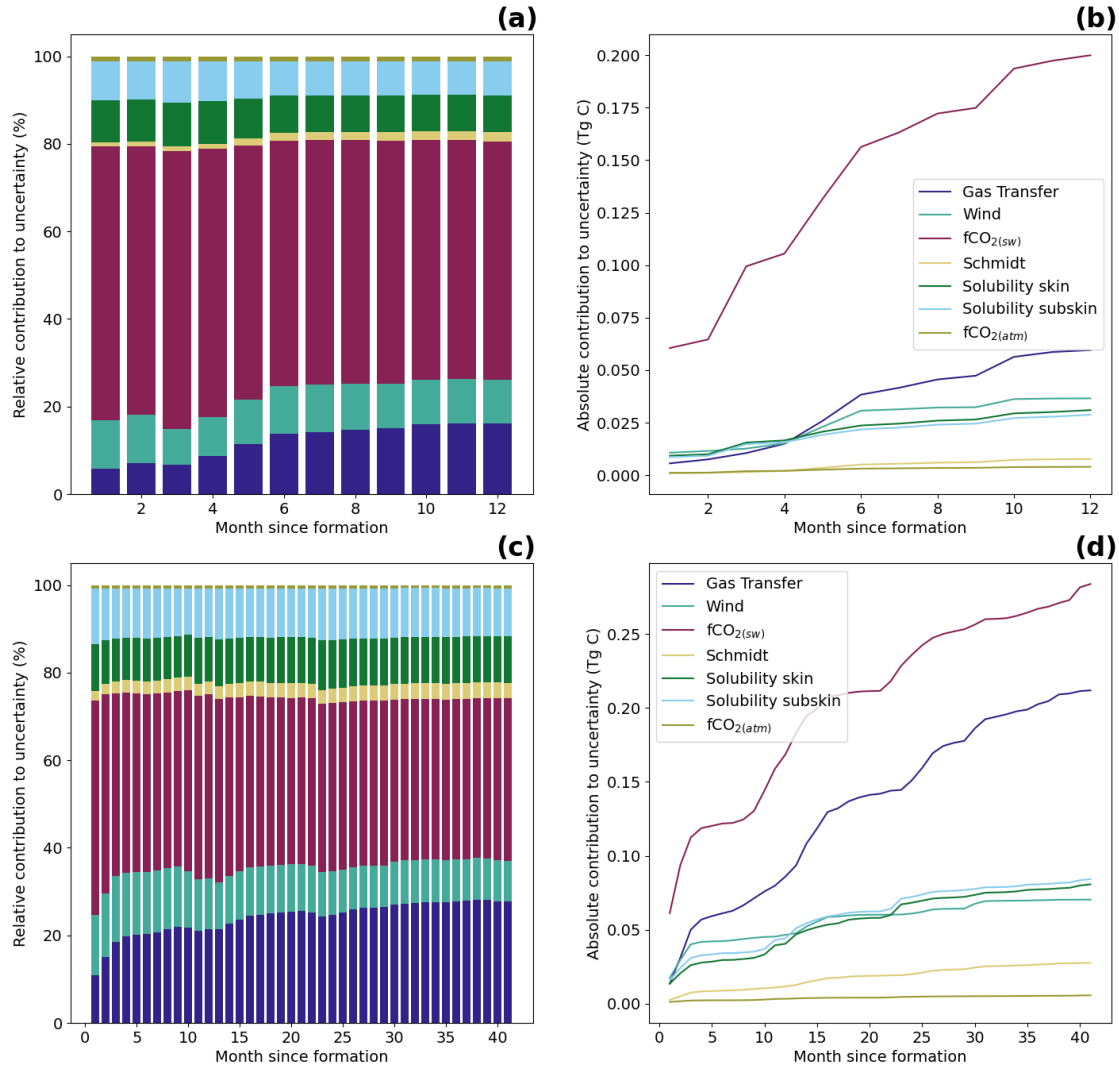 (a)
Relative contribution to uncertainty (%)
100
80
60
40
20
0
2 4 6 8 10 12
Month since formation
(b)
Absolute contribution to uncertainty (Tg C)
0.200
0.175
0.150
0.125
0.100
0.075
0.050
0.025
0.000
Gas Transfer
Wind
fCO2(sw)
Schmidt
Solubility skin
Solubility subskin
fCO2(atm)
2 4 6 8 10 12
Month since formation
(c)
Relative contribution to uncertainty (%)
100
80
60
40
20
0
0 5 10 15 20 25 30 35 40
Month since formation
(d)
Absolute contribution to uncertainty (Tg C)
0.25
0.20
0.15
0.10
0.05
0.00
Gas Transfer
Wind
fCO2(sw)
Schmidt
Solubility skin
Solubility subskin
fCO2(atm)
0 5 10 15 20 25 30 35 40
Month since formation